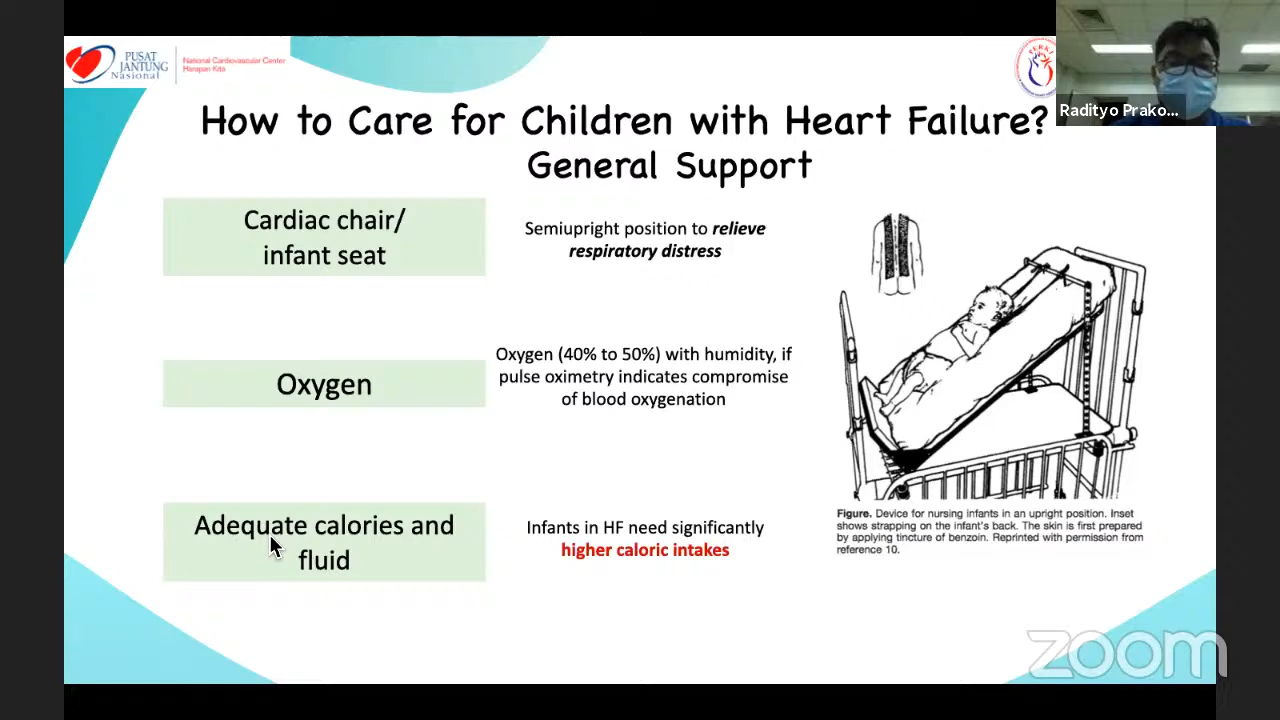 PUSAT
JANTUNG
Nasional
National Cardiovascular Center
Harapan Kita
PERKI
Radityo Prako...
How to Care for Children with Heart Failure?
General Support
Cardiac chair/
infant seat
Semiupright position to relieve
respiratory distress
Oxygen
Oxygen (40% to 50%) with humidity, if
pulse oximetry indicates compromise
of blood oxygenation
Adequate calories and
fluid
Infants in HF need significantly
higher caloric intakes
Figure. Device for nursing infants in an upright position. Inset
shows strapping on the infant's back. The skin is first prepared
by applying tincture of benzoin. Reprinted with permission from
reference 10.
zoom